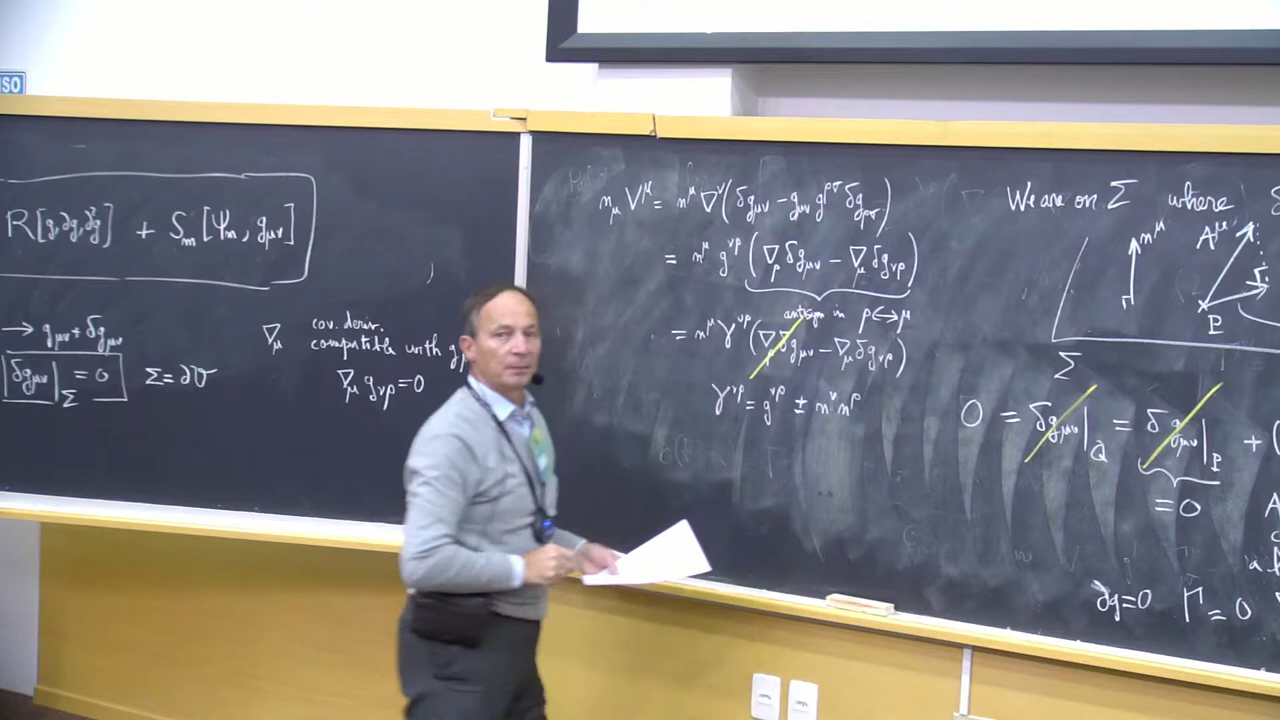 ISO
R[g,∂g,∂²g] + S_m[Ψ_m, g_μν]
→ g_μν + δg_μν
δg_μν|_Σ = 0   Σ = ∂𝒱
∇_μ cov. deriv.
compatible with g
∇_μ g_νρ = 0
n_μ V^μ = n^μ ∇^ν(δg_μν − g_μν g^ρσ δg_ρσ)
= n^μ g^νρ (∇_ρ δg_μν − ∇_μ δg_νρ)
antisym in ρ↔μ
= n^μ γ^νρ (∇_ρ δg_μν − ∇_μ δg_νρ)
γ^νρ = g^νρ ± n^ν n^ρ
We are on Σ where
n^μ A^μ
P
Σ
0 = δg_μν|_Q = δg_μν|_P + (
= 0
∂g=0 Γ = 0